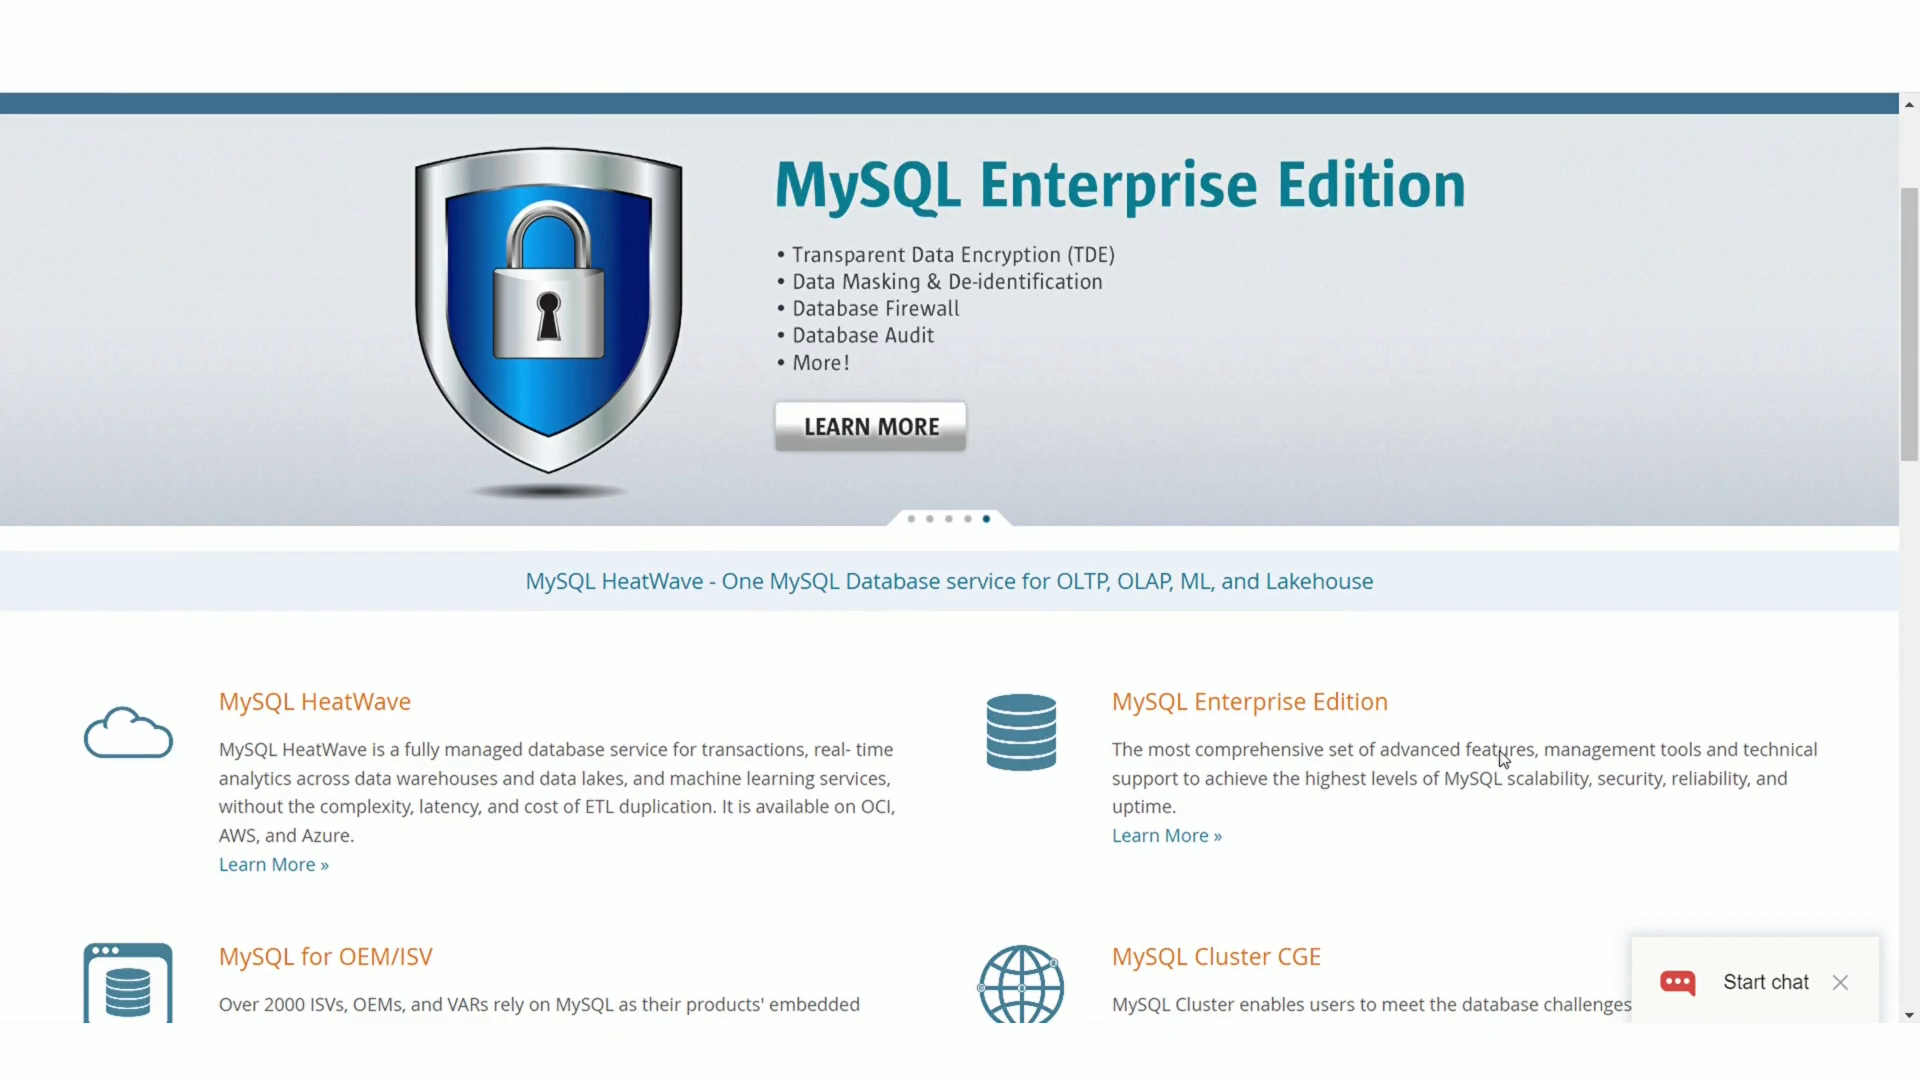 MySQL Enterprise Edition
• Transparent Data Encryption (TDE)
• Data Masking & De-identification
• Database Firewall
• Database Audit
• More!
LEARN MORE
MySQL HeatWave - One MySQL Database service for OLTP, OLAP, ML, and Lakehouse
MySQL HeatWave
MySQL HeatWave is a fully managed database service for transactions, real- time
analytics across data warehouses and data lakes, and machine learning services,
without the complexity, latency, and cost of ETL duplication. It is available on OCI,
AWS, and Azure.
Learn More »
MySQL Enterprise Edition
The most comprehensive set of advanced features, management tools and technical
support to achieve the highest levels of MySQL scalability, security, reliability, and
uptime.
Learn More »
MySQL for OEM/ISV
Over 2000 ISVs, OEMs, and VARs rely on MySQL as their products' embedded
MySQL Cluster CGE
MySQL Cluster enables users to meet the database challenges
Start chat